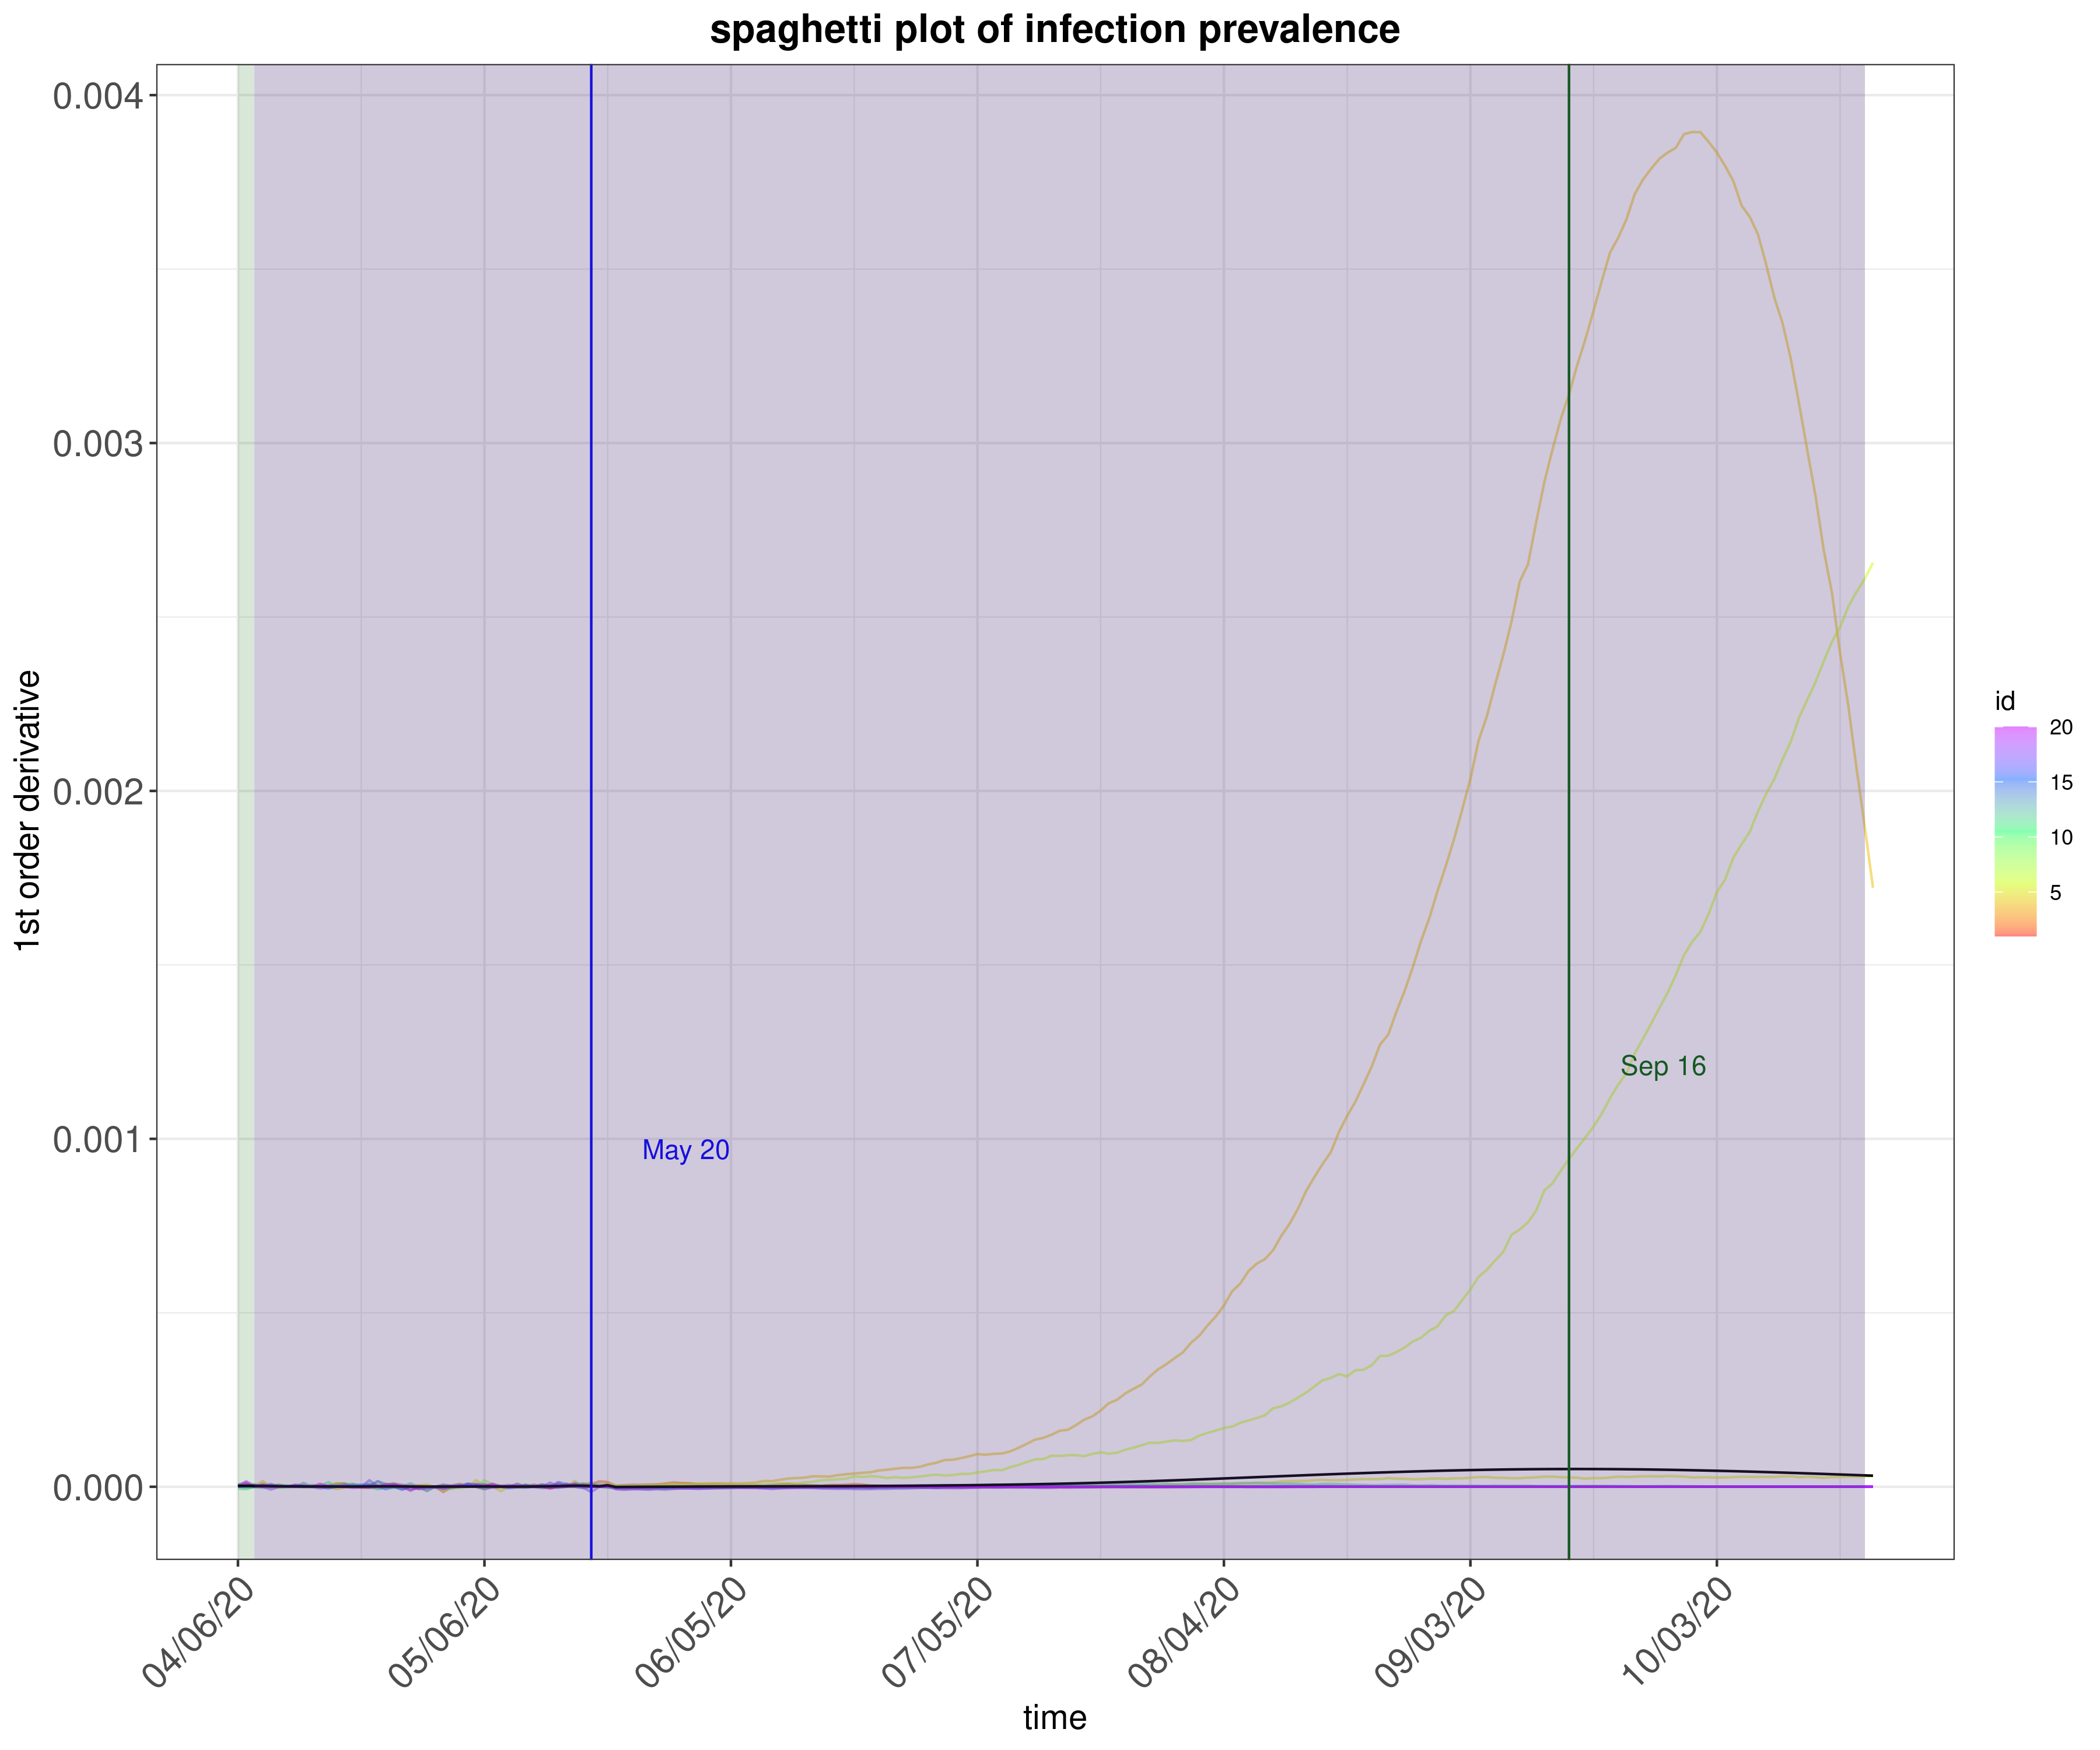 spaghetti plot of infection prevalence
1st order derivative
0.004
0.003
0.002
0.001
0.000
May 20
Sep 16
04/06/20
05/06/20
06/05/20
07/05/20
08/04/20
09/03/20
10/03/20
time
id
20
15
10
5